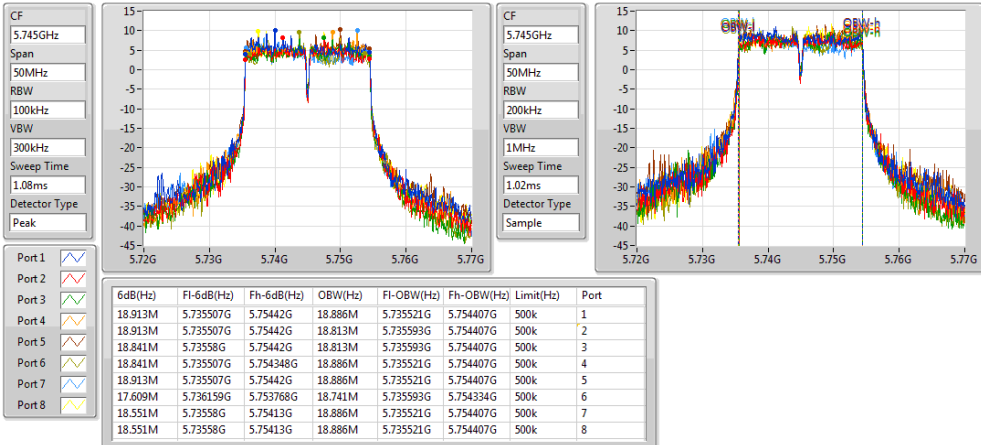 CF
5.745GHz
Span
50MHz
RBW
100kHz
VBW
300kHz
Sweep Time
1.08ms
Detector Type
Peak
15
10
5
0
-5
-10
-15
-20
-25
-30
-35
-40
-45
5.72G 5.73G 5.74G 5.75G 5.76G 5.77G
CF
5.745GHz
Span
50MHz
RBW
200kHz
VBW
1MHz
Sweep Time
1.02ms
Detector Type
Sample
15
10
5
0
-5
-10
-15
-20
-25
-30
-35
-40
-45
5.72G 5.73G 5.74G 5.75G 5.76G 5.77G
Port 1
Port 2
Port 3
Port 4
Port 5
Port 6
Port 7
Port 8
6dB(Hz) Fl-6dB(Hz) Fh-6dB(Hz) OBW(Hz) Fl-OBW(Hz) Fh-OBW(Hz) Limit(Hz) Port
18.913M 5.735507G 5.75442G 18.886M 5.735521G 5.754407G 500k 1
18.913M 5.735507G 5.75442G 18.813M 5.735593G 5.754407G 500k 2
18.841M 5.73558G 5.75442G 18.813M 5.735593G 5.754407G 500k 3
18.841M 5.735507G 5.754348G 18.886M 5.735521G 5.754407G 500k 4
18.913M 5.735507G 5.75442G 18.886M 5.735521G 5.754407G 500k 5
17.609M 5.736159G 5.753768G 18.741M 5.735593G 5.754334G 500k 6
18.551M 5.73558G 5.75413G 18.886M 5.735521G 5.754407G 500k 7
18.551M 5.73558G 5.75413G 18.886M 5.735521G 5.754407G 500k 8